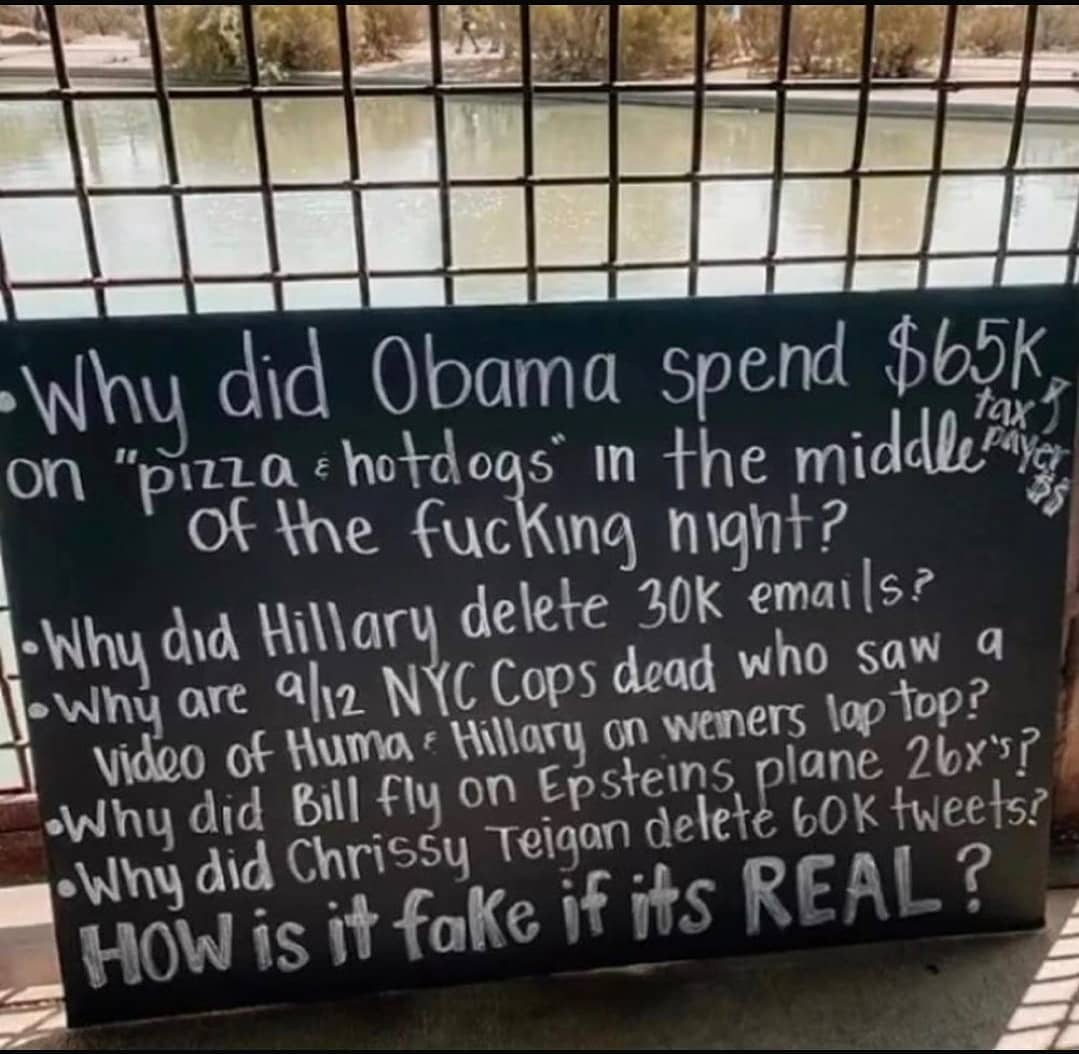 •Why did Obama spend $65K,
tax
payer
$$
on "pizza & hotdogs" in the middle
of the fucking night?
•Why did Hillary delete 30K emails?
•Why are 9/12 NYC Cops dead who saw a
video of Huma & Hillary on weiners lap top?
•Why did Bill fly on Epsteins plane 26x's?
•Why did Chrissy Teigan delete 60K tweets?
HOW is it fake if its REAL?